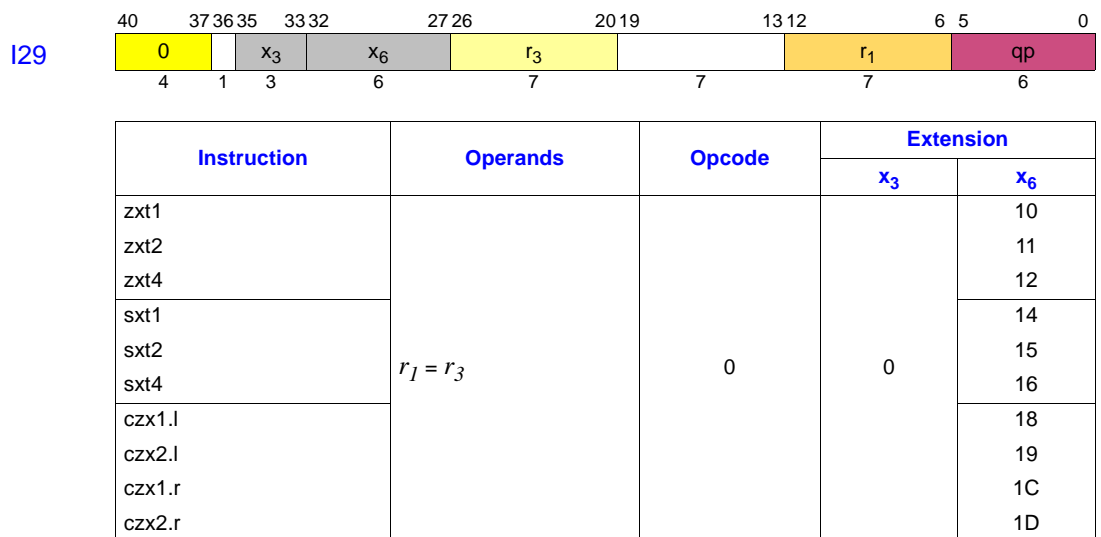 40 37 36 35 33 32 27 26 20 19 13 12 6 5 0
I29 0 x3 x6 r3 r1 qp
4 1 3 6 7 7 7 6
Instruction Operands Opcode Extension
x3 x6
zxt1 10
zxt2 11
zxt4 12
sxt1 14
sxt2 15
r1 = r3 0 0
sxt4 16
czx1.l 18
czx2.l 19
czx1.r 1C
czx2.r 1D